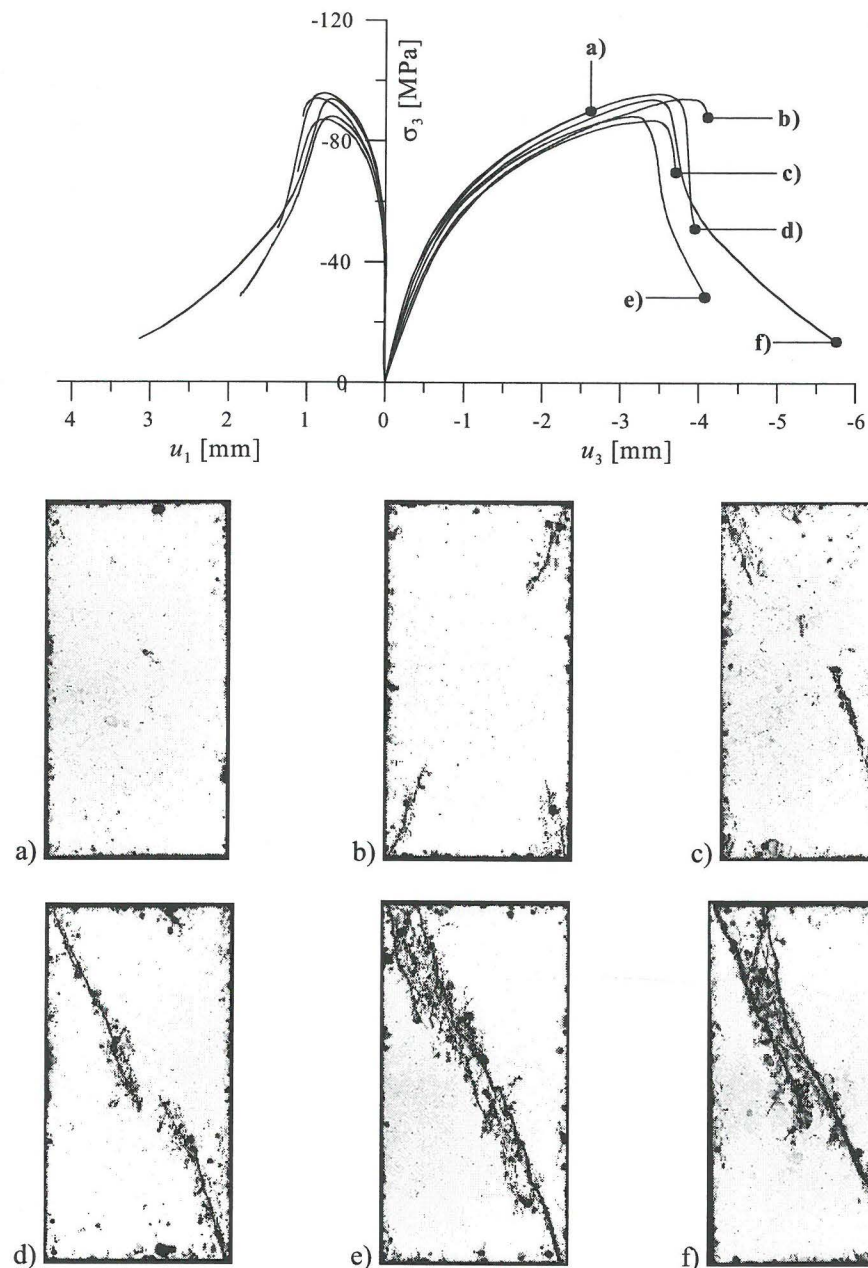 -120
σ₃ [MPa]
a)
b)
-80
c)
d)
-40
e)
f)
0
4 3 2 1 0 -1 -2 -3 -4 -5 -6
u₁ [mm] u₃ [mm]
a) b) c)
d) e) f)